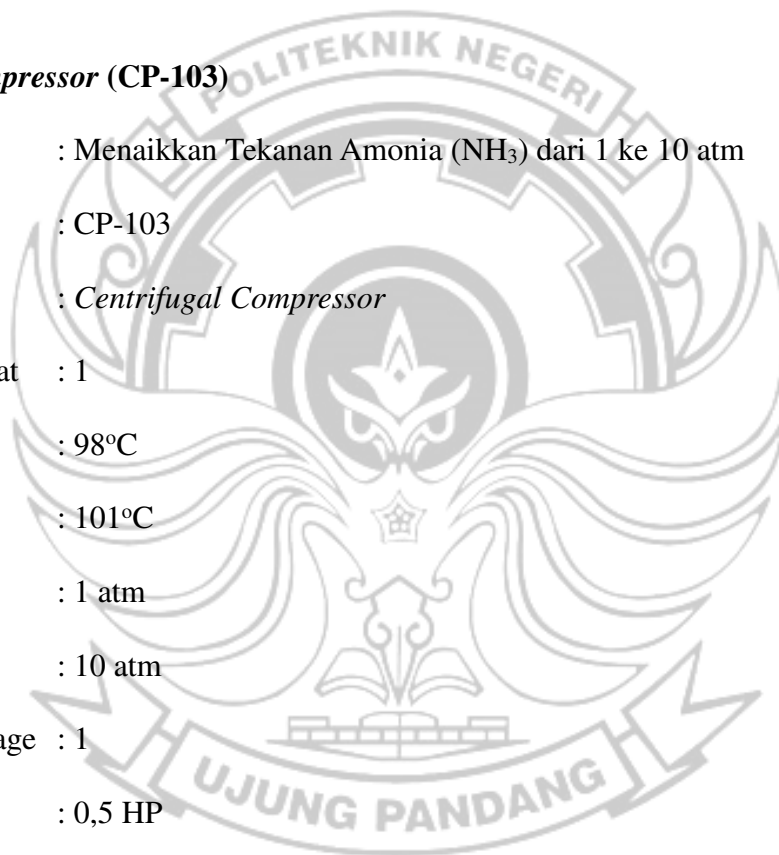 mpressor (CP-103)
: Menaikkan Tekanan Amonia (NH₃) dari 1 ke 10 atm
: CP-103
: Centrifugal Compressor
at : 1
: 98°C
: 101°C
: 1 atm
: 10 atm
age : 1
: 0,5 HP
POLITEKNIK NEGERI
UJUNG PANDANG